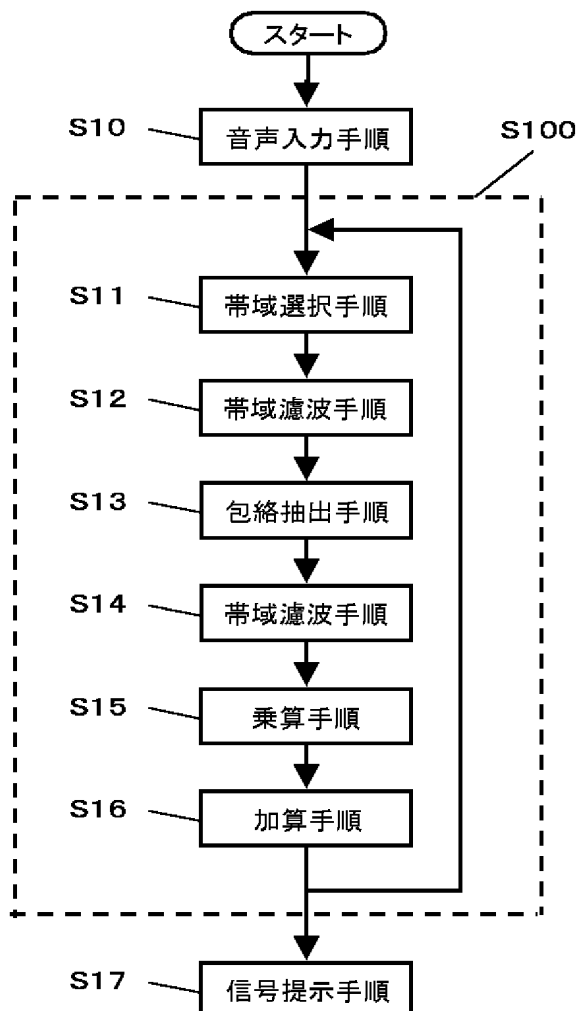 スタート
S10
音声入力手順
S100
S11
帯域選択手順
S12
帯域濾波手順
S13
包絡抽出手順
S14
帯域濾波手順
S15
乗算手順
S16
加算手順
S17
信号提示手順